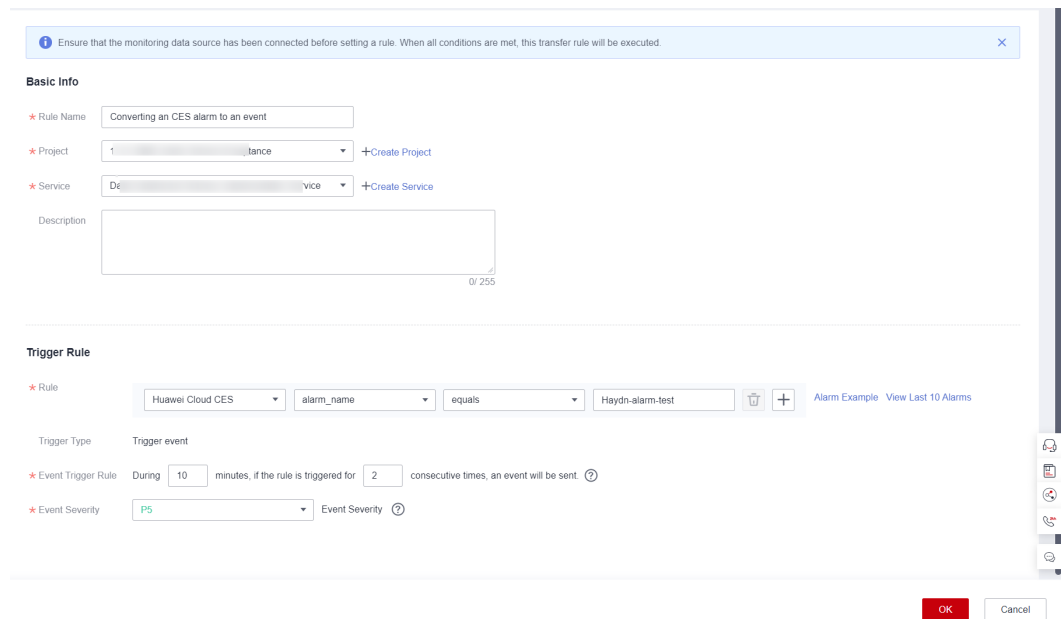 Ensure that the monitoring data source has been connected before setting a rule. When all conditions are met, this transfer rule will be executed.
Basic Info
* Rule Name Converting an CES alarm to an event
* Project 1 tance +Create Project
* Service Da vice +Create Service
Description
0/ 255
Trigger Rule
* Rule Huawei Cloud CES alarm_name equals Haydn-alarm-test Alarm Example View Last 10 Alarms
Trigger Type Trigger event
* Event Trigger Rule During 10 minutes, if the rule is triggered for 2 consecutive times, an event will be sent.
* Event Severity P5 Event Severity
OK Cancel